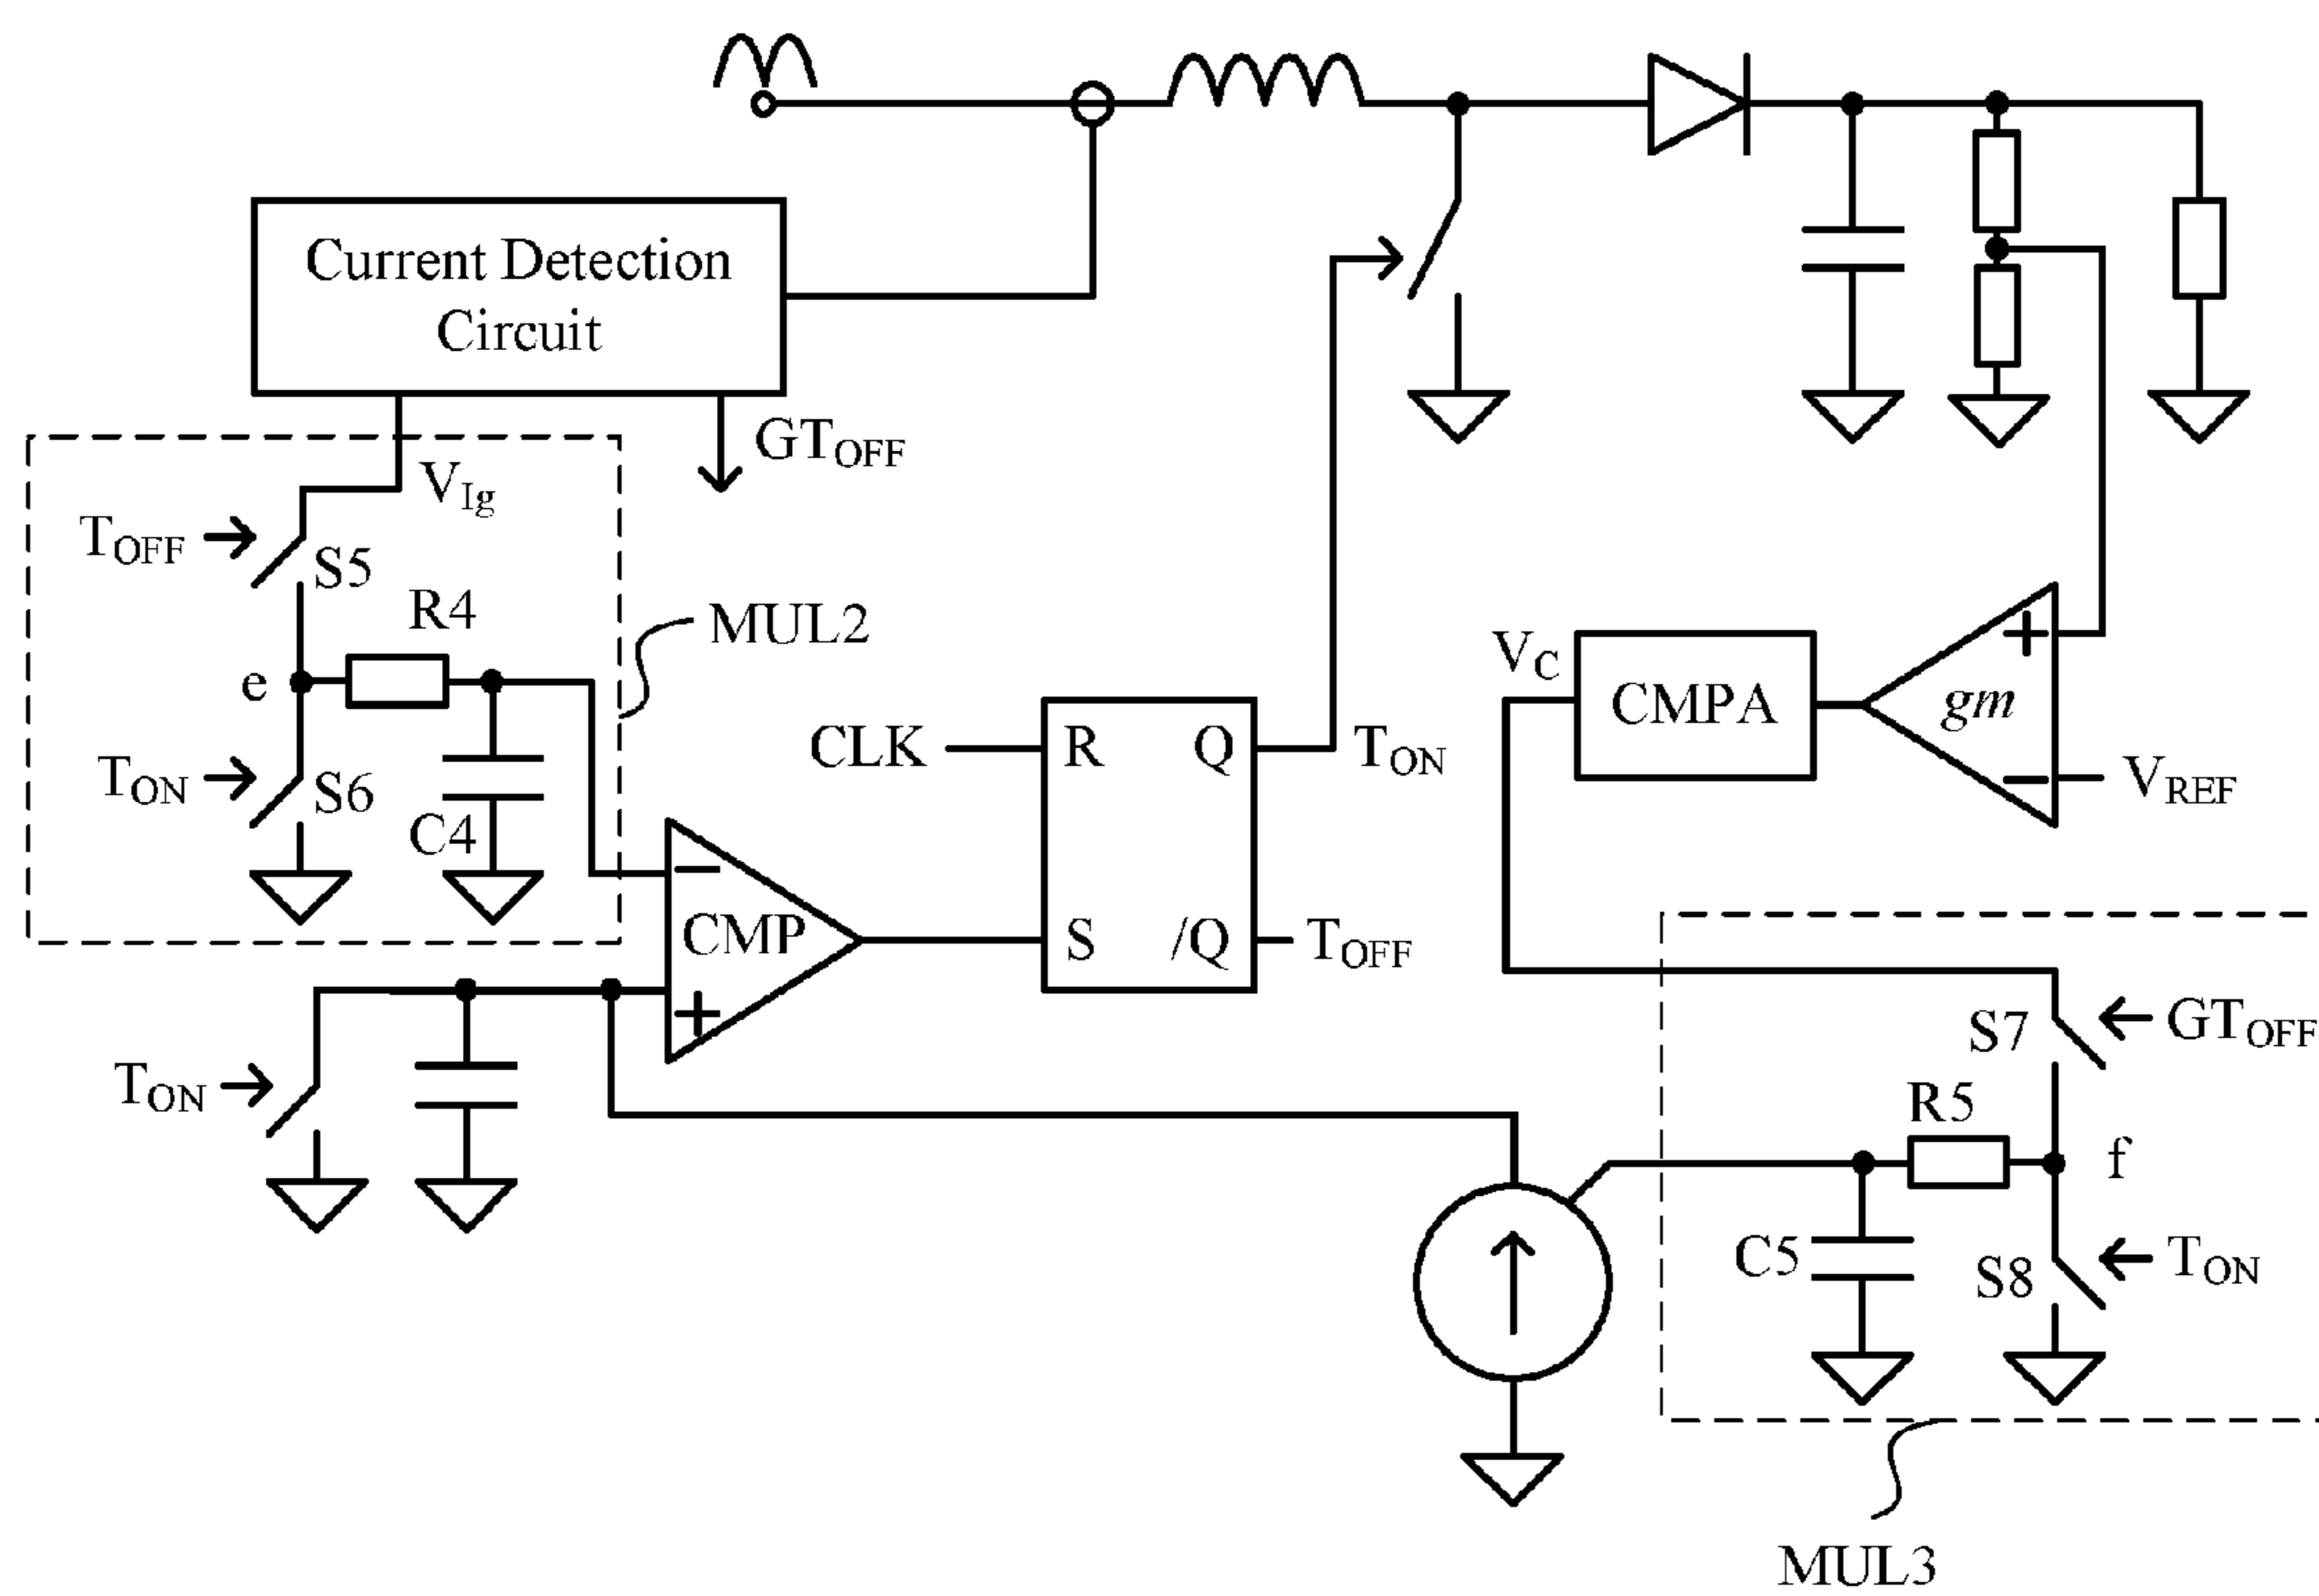 Current Detection
Circuit
GTOFF
VIg
TOFF
S5
R4
MUL2
e
TON
S6
C4
CLK
R
Q
TON
S
/Q
TOFF
CMP
VC
CMPA
gm
VREF
TON
S7
GTOFF
R5
f
C5
S8
TON
MUL3